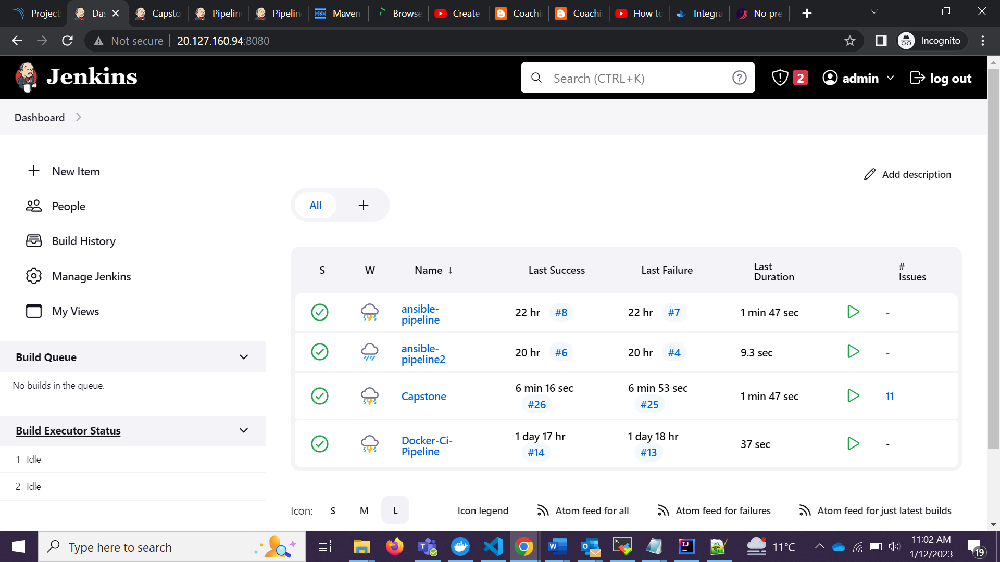 Project
Das
Capsto
Pipelin
Pipelin
Maven
Browse
Create
Coachi
Coachi
How to
Integra
No pre
Not secure
20.127.160.94:8080
Incognito
Jenkins
Search (CTRL+K)
2
admin
log out
Dashboard
New Item
People
Build History
Manage Jenkins
My Views
Build Queue
No builds in the queue.
Build Executor Status
1 Idle
2 Idle
Add description
All
S W Name ↓ Last Success Last Failure Last Duration # Issues
ansible-
pipeline
22 hr #8
22 hr #7
1 min 47 sec
-
ansible-
pipeline2
20 hr #6
20 hr #4
9.3 sec
-
Capstone
6 min 16 sec
#26
6 min 53 sec
#25
1 min 47 sec
11
Docker-Ci-
Pipeline
1 day 17 hr
#14
1 day 18 hr
#13
37 sec
-
Icon: S M L
Icon legend
Atom feed for all
Atom feed for failures
Atom feed for just latest builds
Type here to search
11°C
11:02 AM
1/12/2023
19